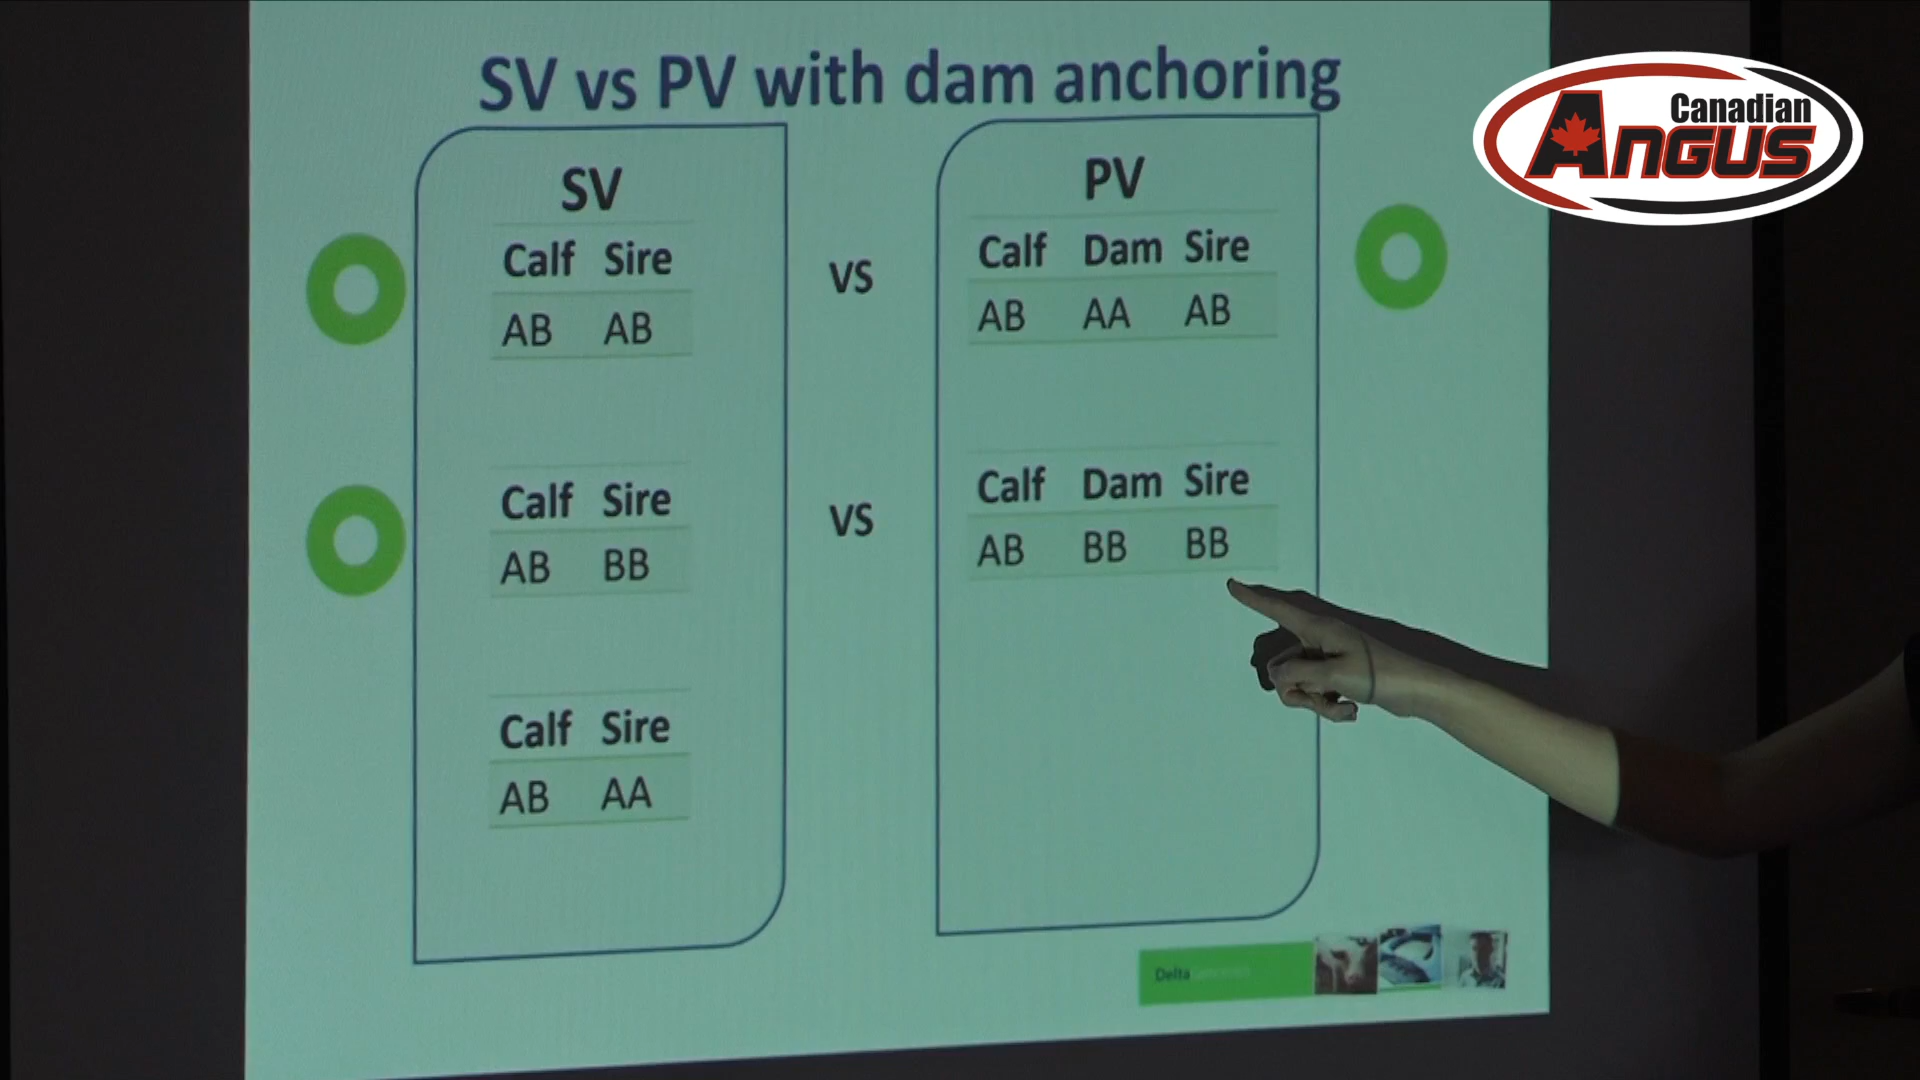 SV vs PV with dam anchoring
Canadian
ANGUS
SV
Calf Sire
AB AB
VS
PV
Calf Dam Sire
AB AA AB
Calf Sire
AB BB
VS
Calf Dam Sire
AB BB BB
Calf Sire
AB AA
Delta